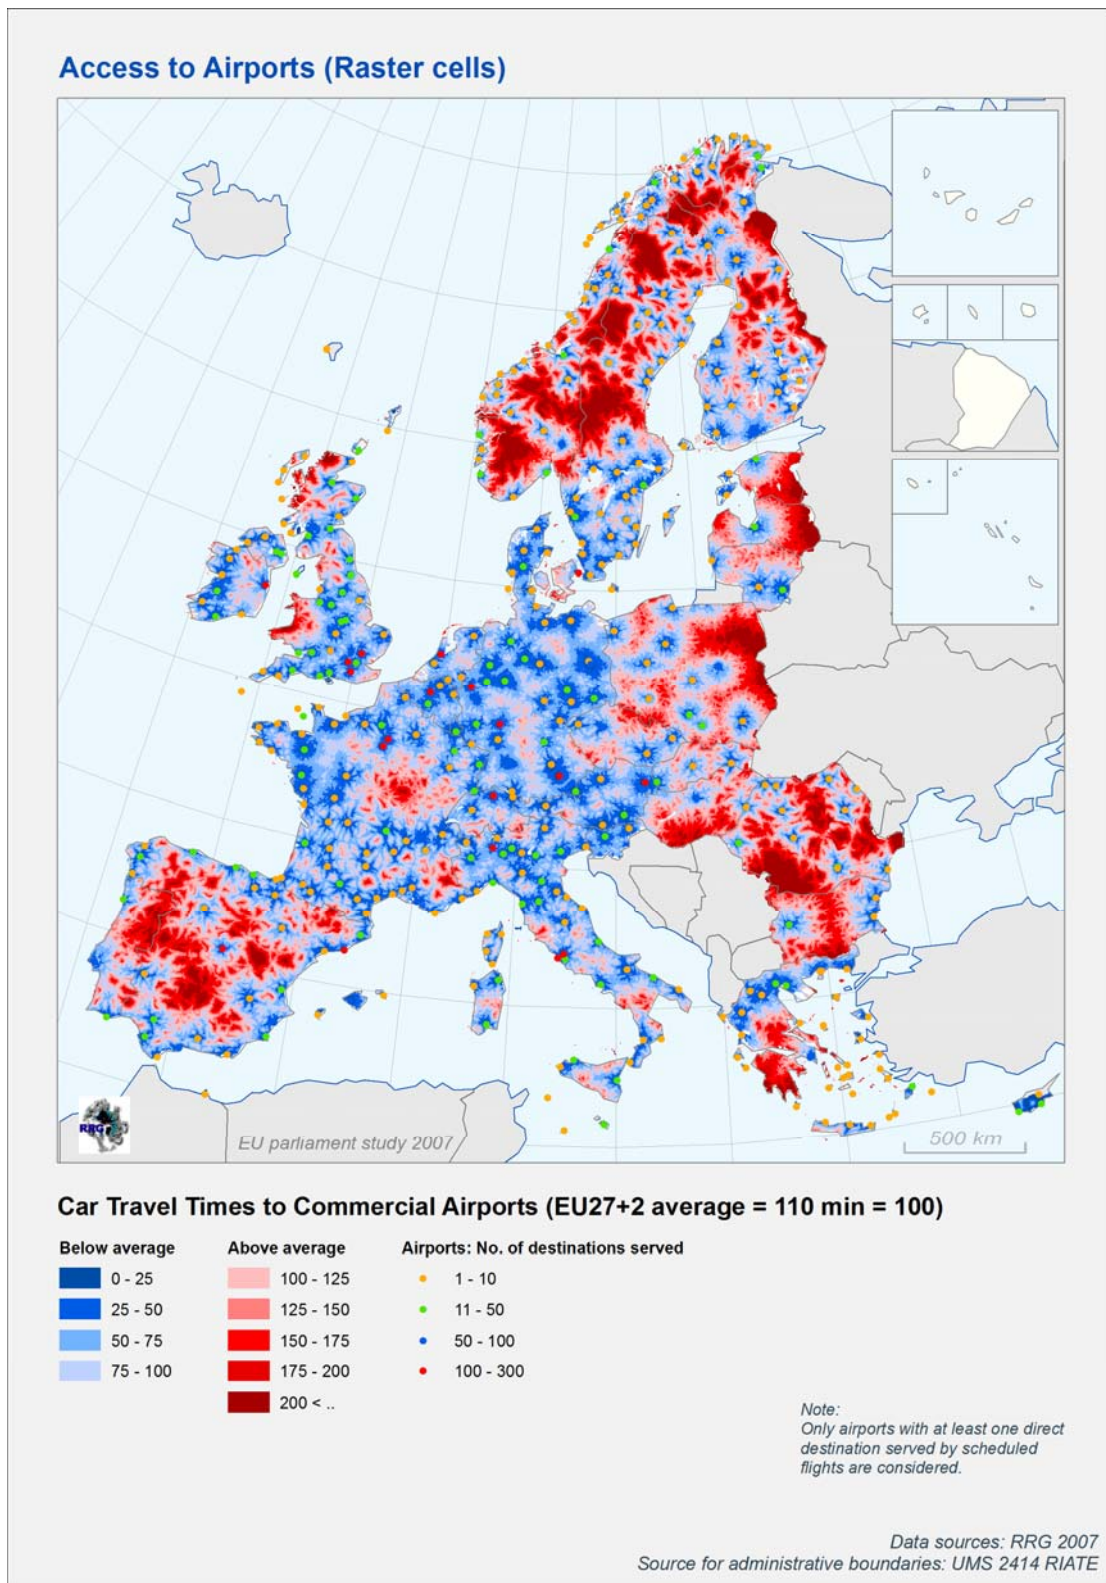 Access to Airports (Raster cells)
RRG
EU parliament study 2007
500 km
Car Travel Times to Commercial Airports (EU27+2 average = 110 min = 100)
Below average
0 - 25
25 - 50
50 - 75
75 - 100
Above average
100 - 125
125 - 150
150 - 175
175 - 200
200 < ..
Airports: No. of destinations served
1 - 10
11 - 50
50 - 100
100 - 300
Note:
Only airports with at least one direct
destination served by scheduled
flights are considered.
Data sources: RRG 2007
Source for administrative boundaries: UMS 2414 RIATE